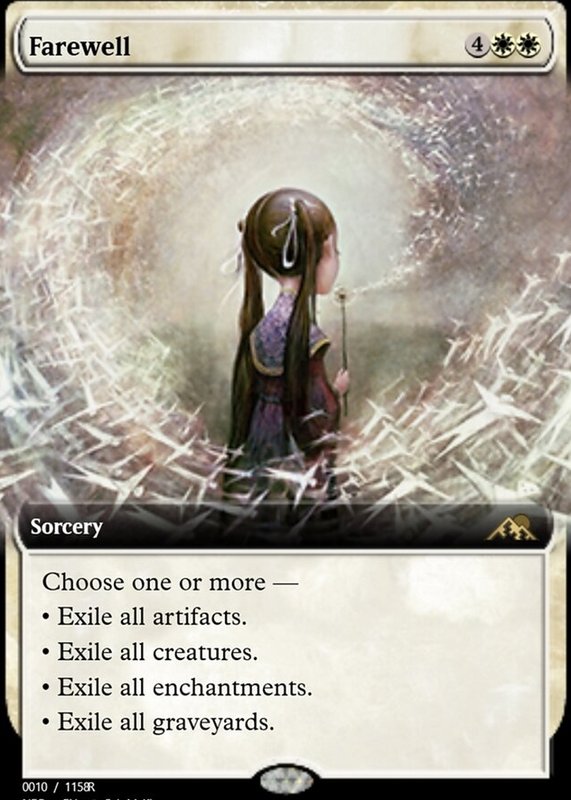 Farewell
4
Sorcery
Choose one or more —
• Exile all artifacts.
• Exile all creatures.
• Exile all enchantments.
• Exile all graveyards.
0010 / 1158R